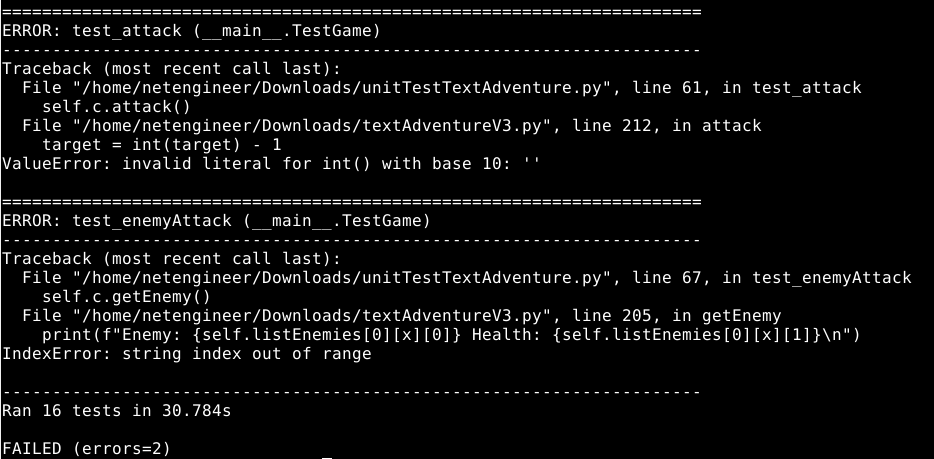 ======================================================================
ERROR: test_attack (__main__.TestGame)
----------------------------------------------------------------------
Traceback (most recent call last):
  File "/home/netengineer/Downloads/unitTestTextAdventure.py", line 61, in test_attack
    self.c.attack()
  File "/home/netengineer/Downloads/textAdventureV3.py", line 212, in attack
    target = int(target) - 1
ValueError: invalid literal for int() with base 10: ''

======================================================================
ERROR: test_enemyAttack (__main__.TestGame)
----------------------------------------------------------------------
Traceback (most recent call last):
  File "/home/netengineer/Downloads/unitTestTextAdventure.py", line 67, in test_enemyAttack
    self.c.getEnemy()
  File "/home/netengineer/Downloads/textAdventureV3.py", line 205, in getEnemy
    print(f"Enemy: {self.listEnemies[0][x][0]} Health: {self.listEnemies[0][x][1]}\n")
IndexError: string index out of range

----------------------------------------------------------------------
Ran 16 tests in 30.784s

FAILED (errors=2)